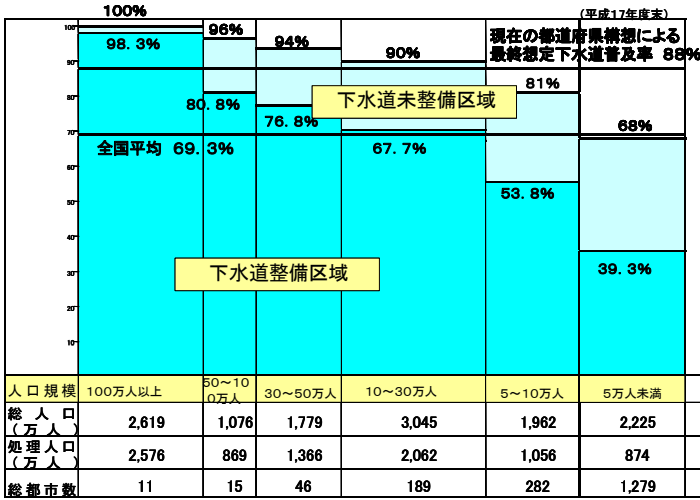 100%
(平成17年度末)
96%
94%
90%
現在の都道府県構想による
最終想定下水道普及率 88%
98.3%
81%
80.8%
下水道未整備区域
76.8%
68%
全国平均 69.3%
67.7%
53.8%
39.3%
下水道整備区域
100
90
80
70
60
50
40
30
20
10
人口規模 100万人以上 50～100万人 30～50万人 10～30万人 5～10万人 5万人未満
総人口(万人) 2,619 1,076 1,779 3,045 1,962 2,225
処理人口(万人) 2,576 869 1,366 2,062 1,056 874
総都市数 11 15 46 189 282 1,279